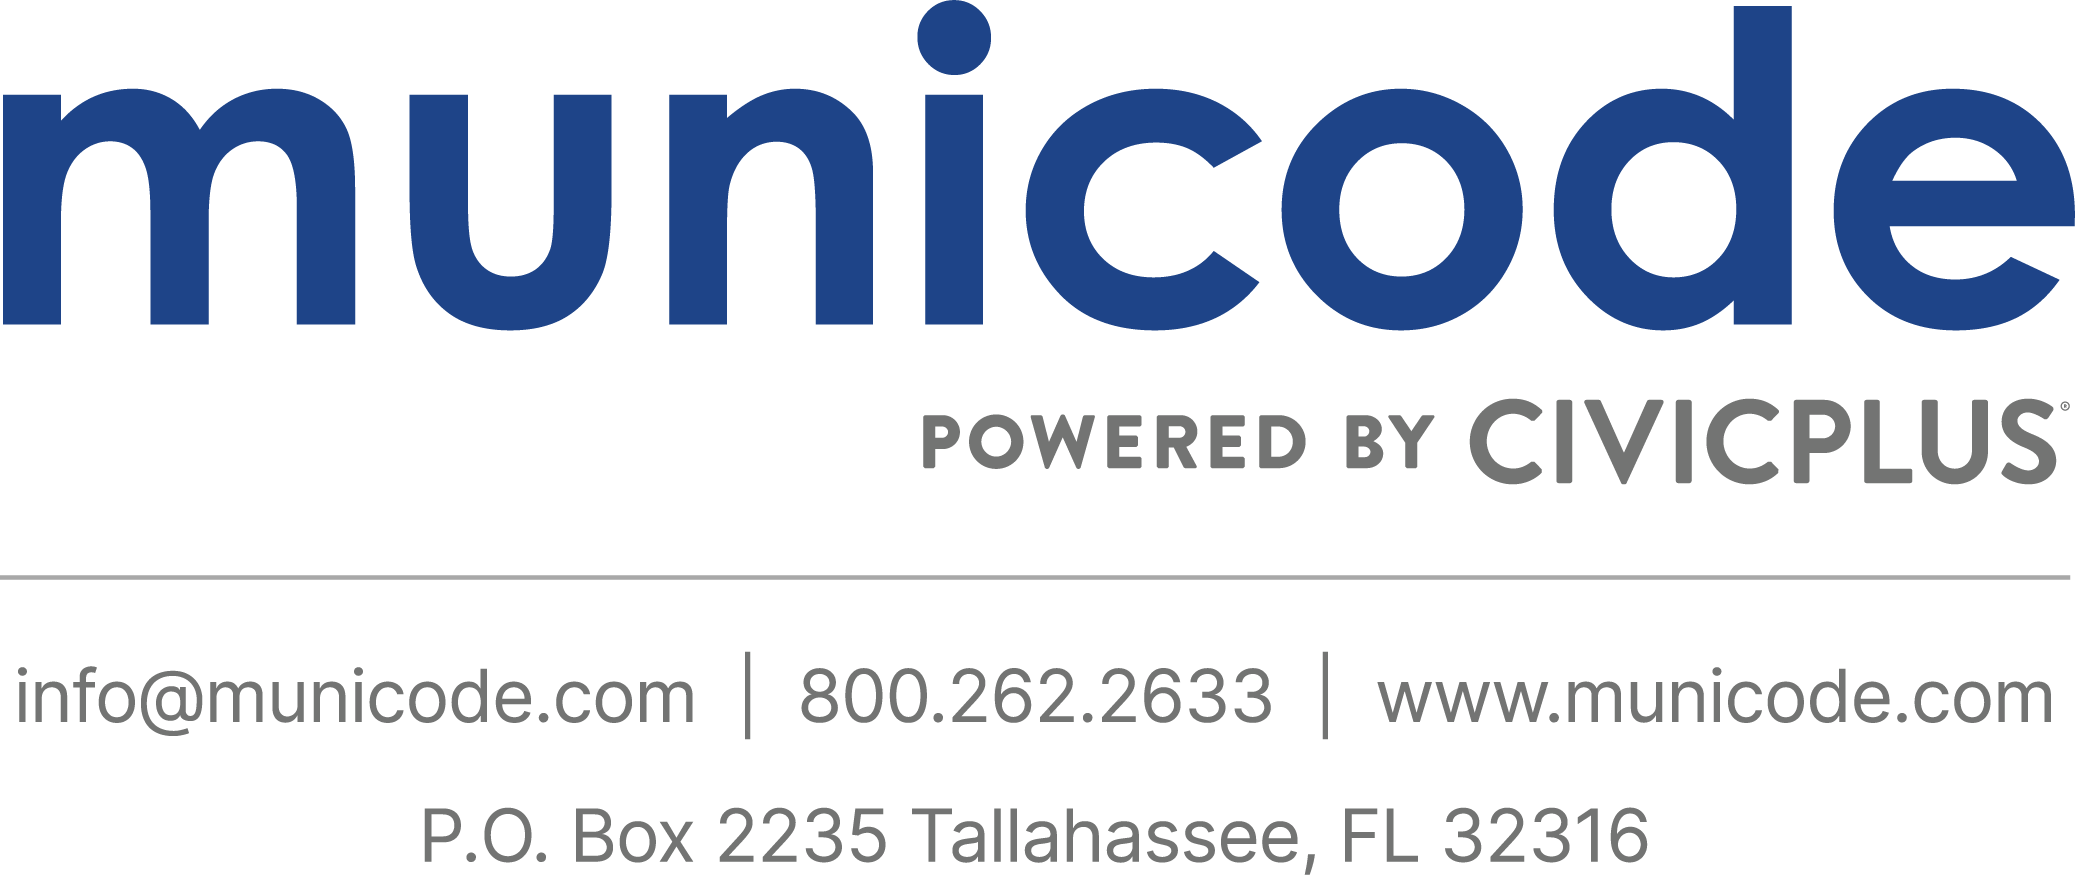 municode
POWERED BY CIVICPLUS®
info@municode.com | 800.262.2633 | www.municode.com
P.O. Box 2235 Tallahassee, FL 32316